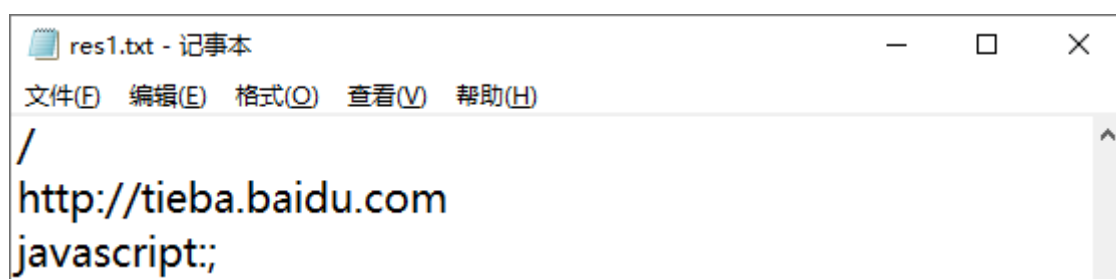 res1.txt - 记事本
文件(F) 编辑(E) 格式(O) 查看(V) 帮助(H)
/
http://tieba.baidu.com
javascript:;